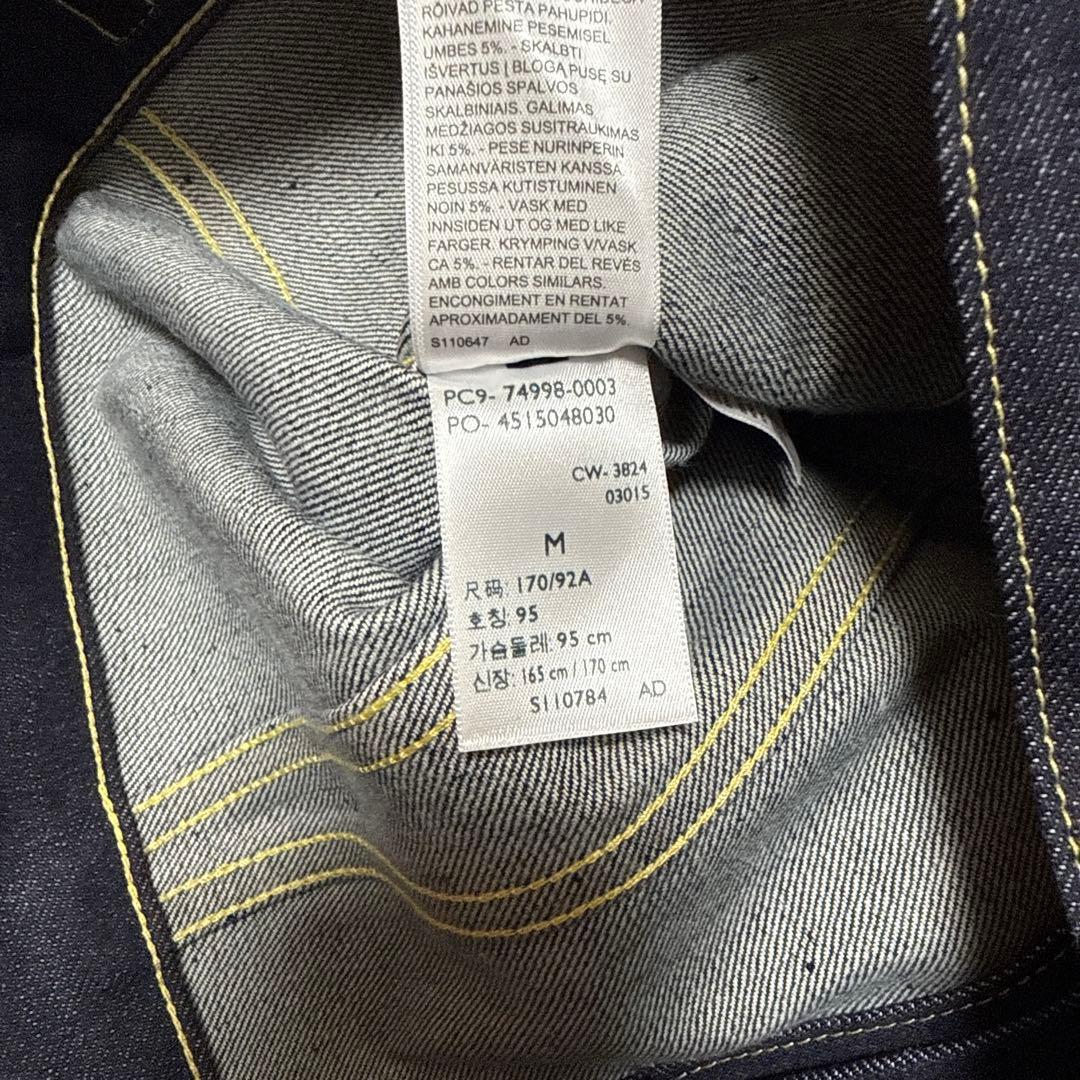 RÕIVAD PESTA PAHUPIDI.
KAHANEMINE PESEMISEL
UMBES 5%. - SKALBTI
IŠVERTUS Į BLOGĄ PUSĘ SU
PANAŠIOS SPALVOS
SKALBINIAIS. GALIMAS
MEDŽIAGOS SUSITRAUKIMAS
IKI 5%. - PESE NURINPERIN
SAMANVÄRISTEN KANSSA.
PESUSSA KUTISTUMINEN
NOIN 5%. - VASK MED
INNSIDEN UT OG MED LIKE
FARGER. KRYMPING V/VASK
CA 5%. - RENTAR DEL REVÉS
AMB COLORS SIMILARS.
ENCONGIMENT EN RENTAT
APROXIMADAMENT DEL 5%.
S110647 AD
PC9- 74998-0003
PO- 4515048030
CW- 3824
03015
M
尺码: 170/92A
호칭: 95
가슴둘레: 95 cm
신장: 165 cm / 170 cm
S110784 AD